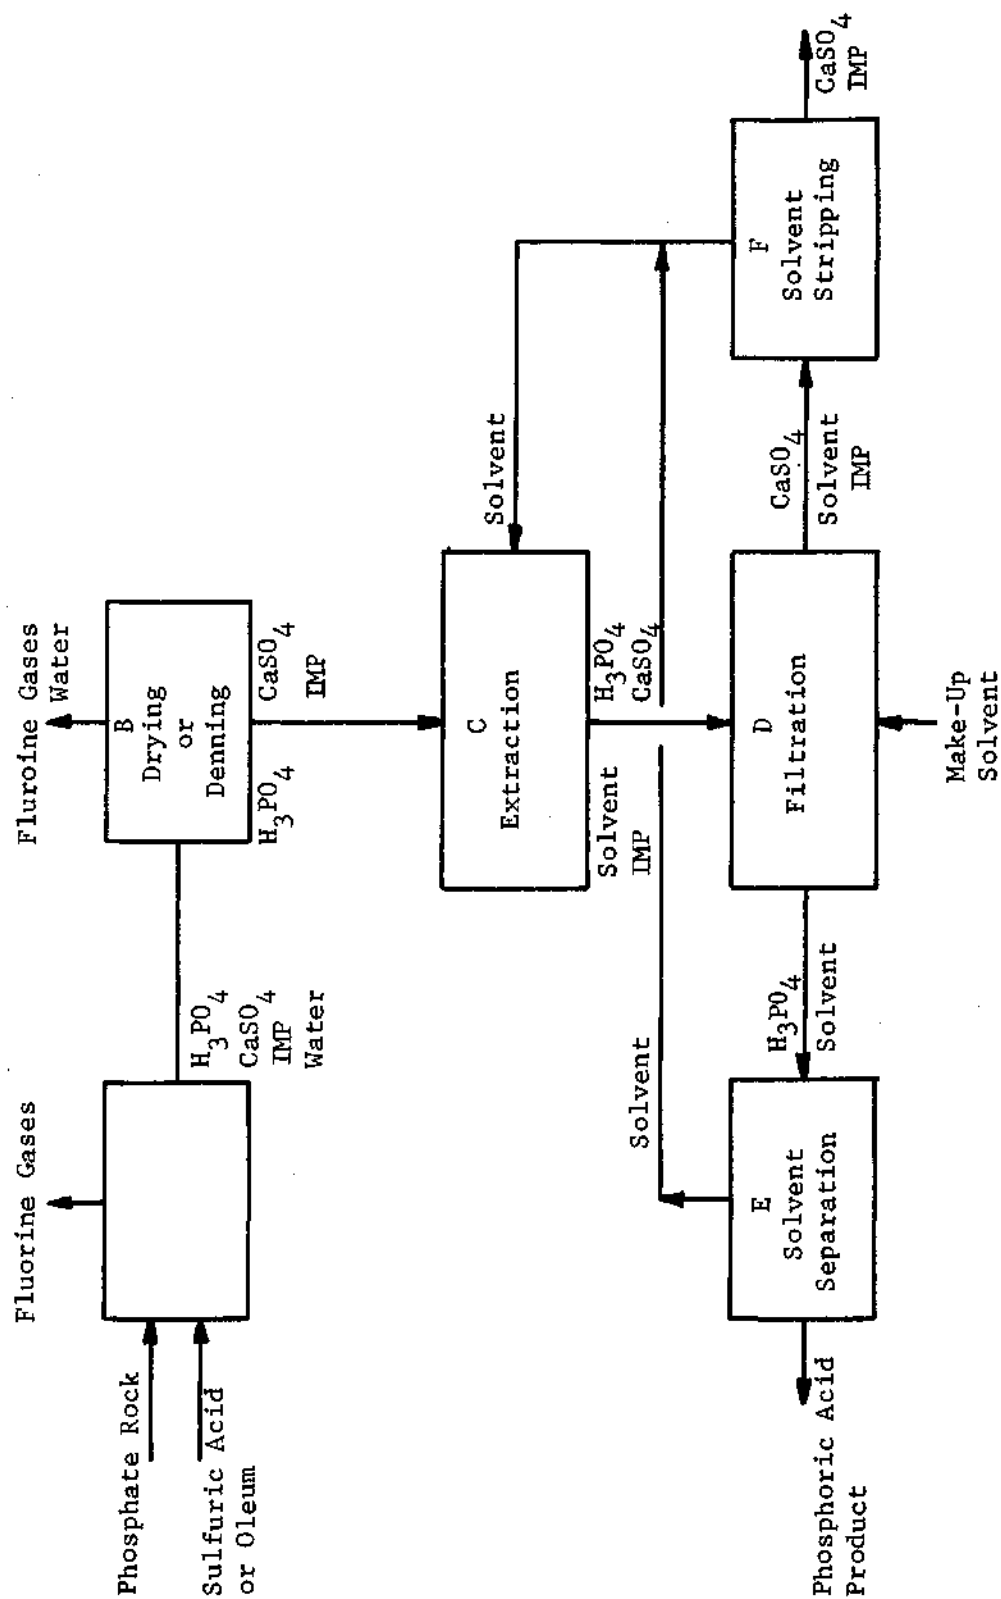 Fluorine Gases
Fluroine Gases
Water
Phosphate Rock
Sulfuric Acid
or Oleum
H3PO4
CaSO4
IMP
Water
B
Drying
or
Denning
H3PO4
CaSO4
IMP
Solvent
C
Extraction
Solvent
IMP
H3PO4
CaSO4
Solvent
E
Solvent
Separation
H3PO4
Solvent
D
Filtration
CaSO4
Solvent
IMP
F
Solvent
Stripping
CaSO4
IMP
Phosphoric Acid
Product
Make-Up
Solvent